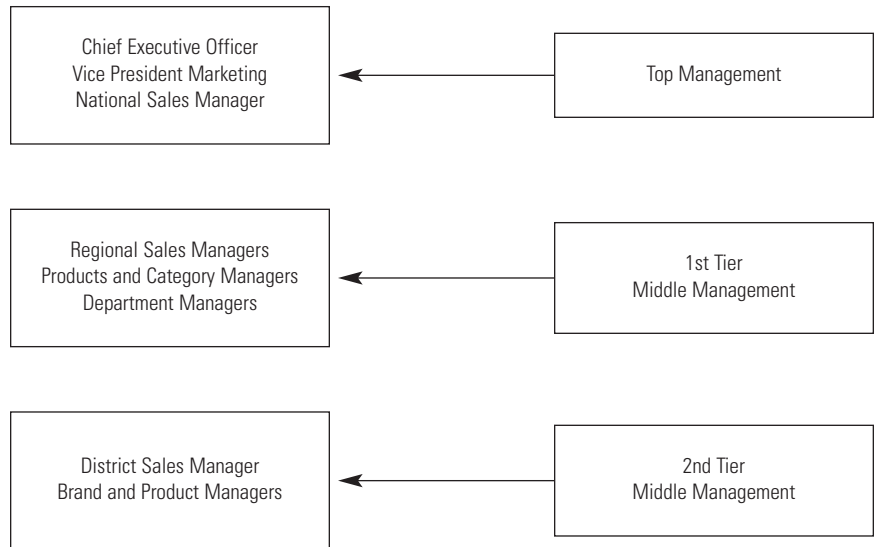 Chief Executive Officer
Vice President Marketing
National Sales Manager
Top Management
Regional Sales Managers
Products and Category Managers
Department Managers
1st Tier
Middle Management
District Sales Manager
Brand and Product Managers
2nd Tier
Middle Management